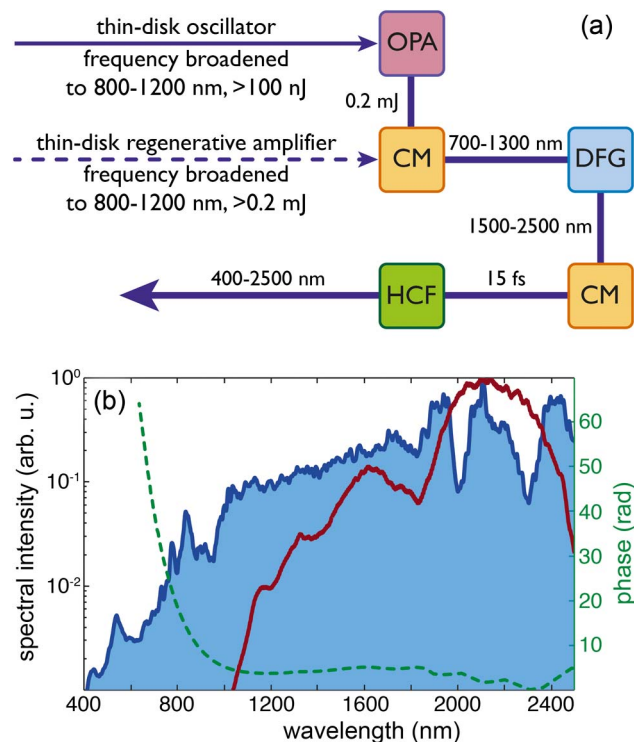 (a)
thin-disk oscillator
frequency broadened
to 800-1200 nm, >100 nJ
OPA
0.2 mJ
thin-disk regenerative amplifier
frequency broadened
to 800-1200 nm, >0.2 mJ
CM
700-1300 nm
DFG
1500-2500 nm
400-2500 nm
HCF
15 fs
CM
(b)
spectral intensity (arb. u.)
10⁰
10⁻¹
10⁻²
phase (rad)
60
50
40
30
20
10
400 800 1200 1600 2000 2400
wavelength (nm)